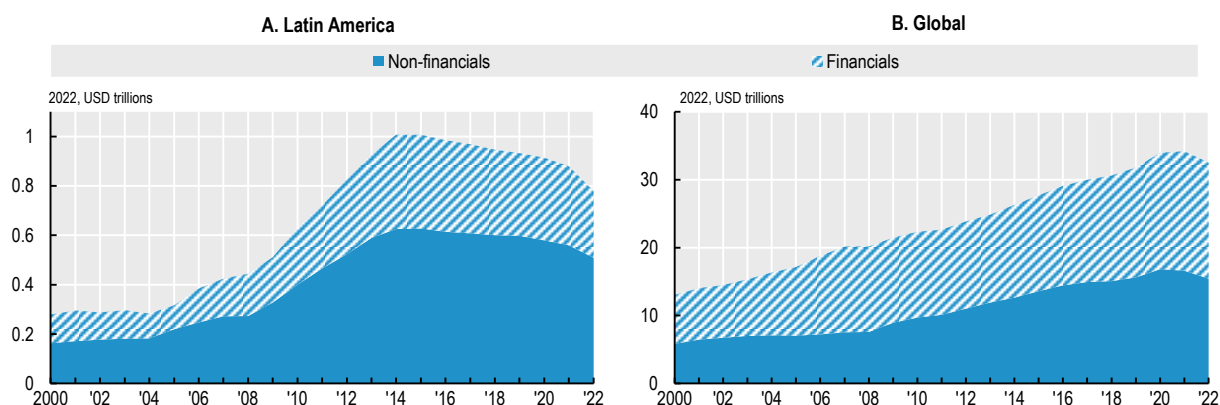 A. Latin America
B. Global
Non-financials
Financials
2022, USD trillions
1
0.8
0.6
0.4
0.2
0
2000 '02 '04 '06 '08 '10 '12 '14 '16 '18 '20 '22
2022, USD trillions
40
30
20
10
0
2000 '02 '04 '06 '08 '10 '12 '14 '16 '18 '20 '22